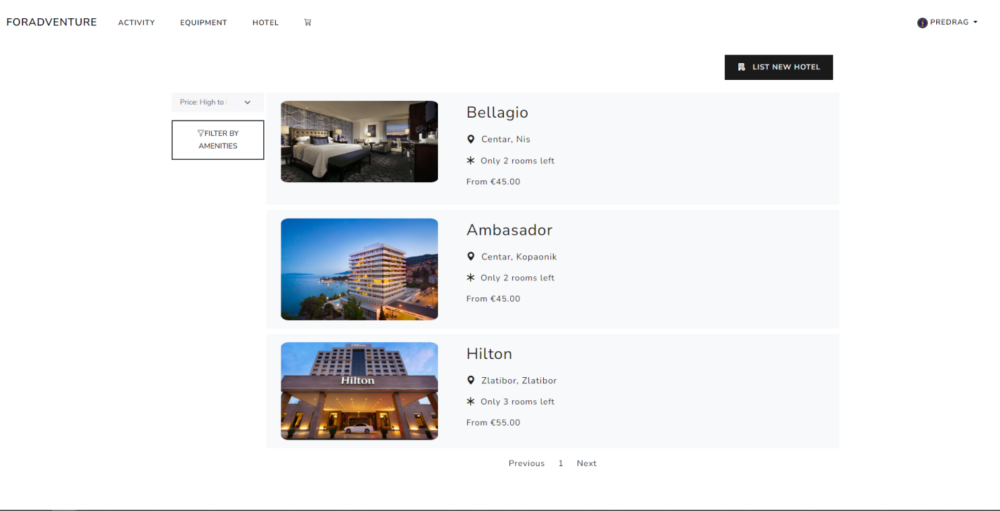 FORADVENTURE ACTIVITY EQUIPMENT HOTEL PREDRAG
LIST NEW HOTEL
Price: High to
FILTER BY
AMENITIES
Bellagio
Centar, Nis
Only 2 rooms left
From €45.00
Ambasador
Centar, Kopaonik
Only 2 rooms left
From €45.00
Hilton
Hilton
Hilton
Zlatibor, Zlatibor
Only 3 rooms left
From €55.00
Previous 1 Next